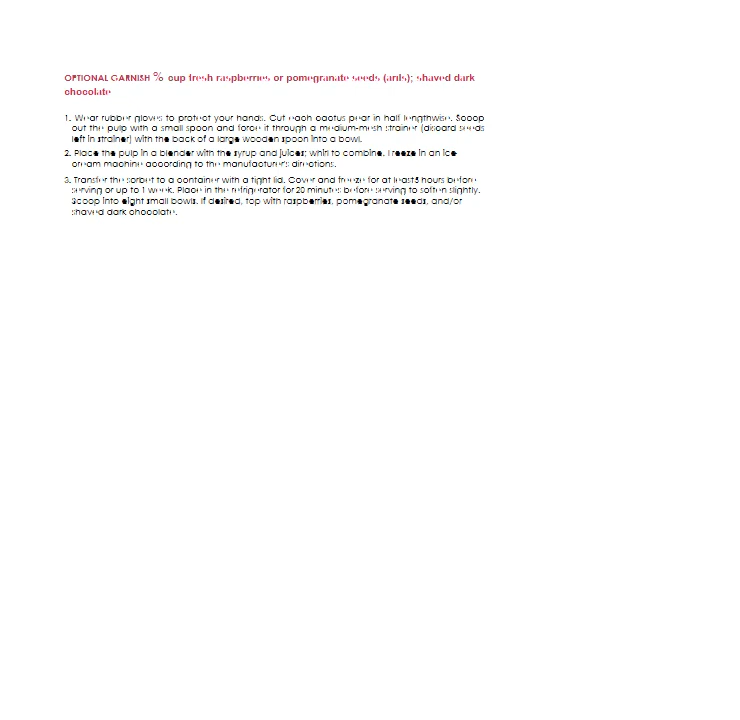 OPTIONAL GARNISH % cup fresh raspberries or pomegranate seeds (arils); shaved dark
chocolate
1. Wear rubber gloves to protect your hands. Cut each cactus pear in half lengthwise. Scoop
out the pulp with a small spoon and force it through a medium-mesh strainer (discard seeds
left in strainer) with the back of a large wooden spoon into a bowl.
2. Place the pulp in a blender with the syrup and juices; whirl to combine. Freeze in an ice
cream machine according to the manufacturer's directions.
3. Transfer the sorbet to a container with a tight lid. Cover and freeze for at least 8 hours before
serving or up to 1 week. Place in the refrigerator for 20 minutes before serving to soften slightly.
Scoop into eight small bowls. If desired, top with raspberries, pomegranate seeds, and/or
shaved dark chocolate.